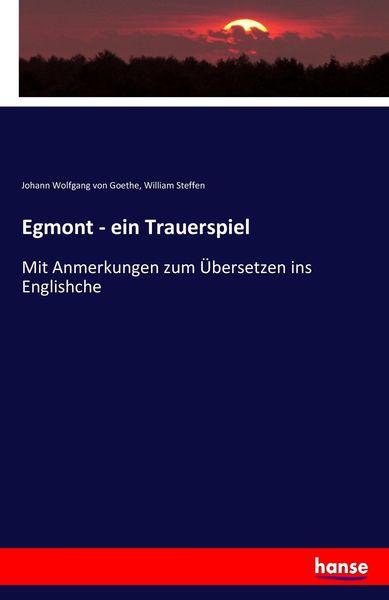 Johann Wolfgang von Goethe, William Steffen
Egmont - ein Trauerspiel
Mit Anmerkungen zum Übersetzen ins
Englishche
hanse